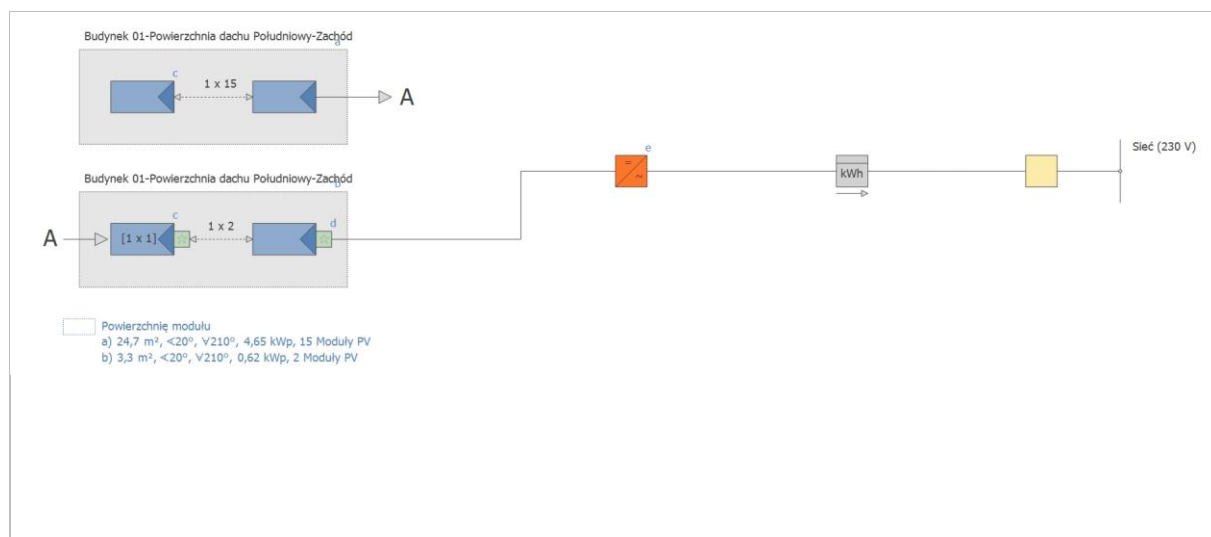 Budynek 01-Powierzchnia dachu Południowy-Zachód
a
c
1 x 15
A
Sieć (230 V)
e
=
~
kWh
Budynek 01-Powierzchnia dachu Południowy-Zachód
b
c
1 x 2
d
A
[1 x 1]
Powierzchnię modułu
a) 24,7 m², ∢20°, ∀210°, 4,65 kWp, 15 Moduły PV
b) 3,3 m², ∢20°, ∀210°, 0,62 kWp, 2 Moduły PV